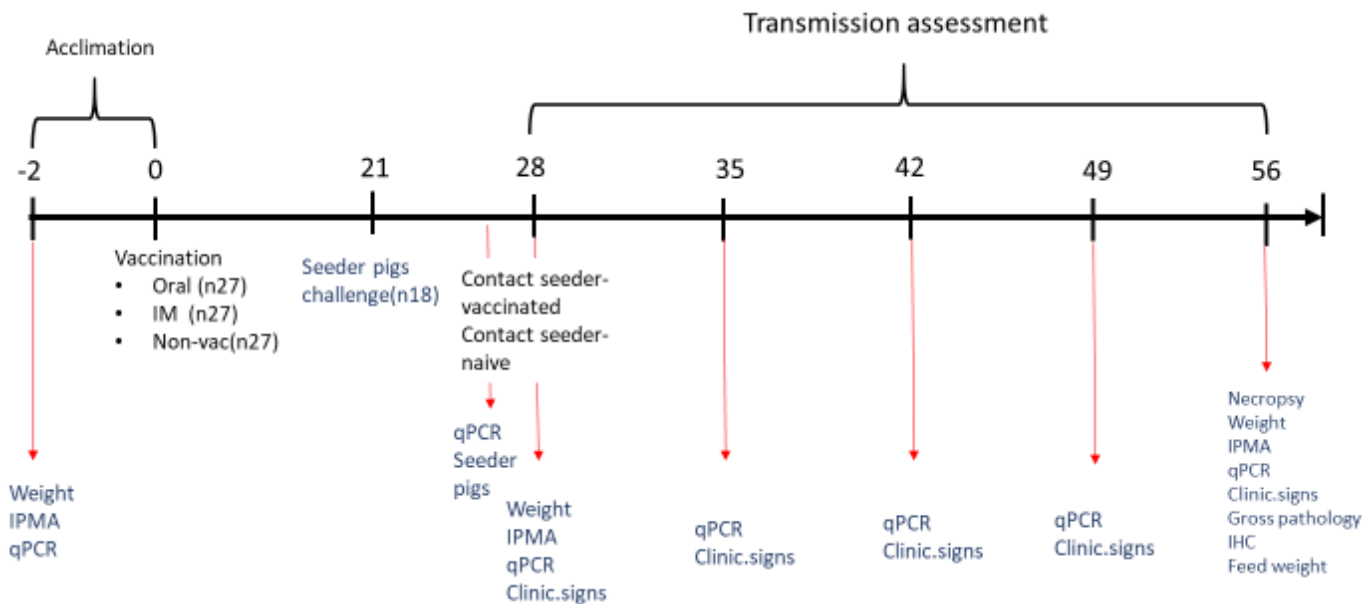 Transmission assessment
Acclimation
-2
0
21
28
35
42
49
56
Vaccination
• Oral (n27)
• IM (n27)
• Non-vac(n27)
Seeder pigs
challenge(n18)
Contact seeder-
vaccinated
Contact seeder-
naive
Weight
IPMA
qPCR
qPCR
Seeder
pigs
Weight
IPMA
qPCR
Clinic.signs
qPCR
Clinic.signs
qPCR
Clinic.signs
qPCR
Clinic.signs
Necropsy
Weight
IPMA
qPCR
Clinic.signs
Gross pathology
IHC
Feed weight